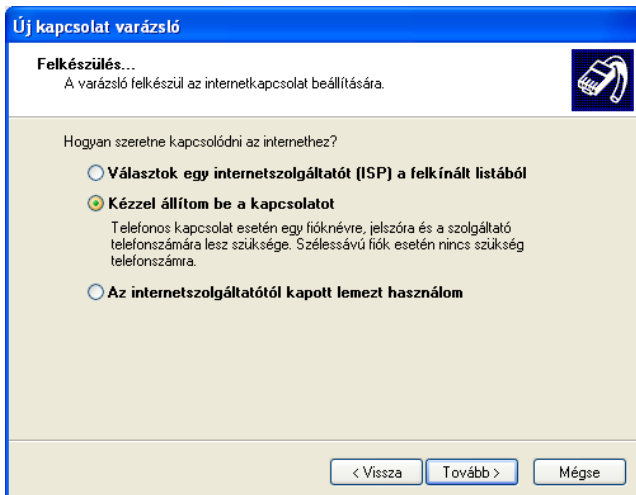 Új kapcsolat varázsló
Felkészülés...
A varázsló felkészül az internetkapcsolat beállítására.
Hogyan szeretne kapcsolódni az internethez?
Választok egy internetszolgáltatót (ISP) a felkínált listából
Kézzel állítom be a kapcsolatot
Telefonos kapcsolat esetén egy fióknévre, jelszóra és a szolgáltató
telefonszámára lesz szüksége. Szélessávú fiók esetén nincs szükség
telefonszámra.
Az internetszolgáltatótól kapott lemezt használom
< Vissza Tovább > Mégse